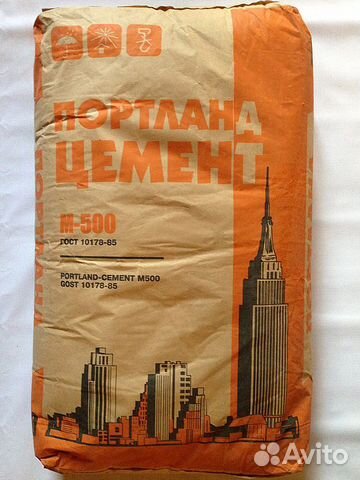 ПОРТЛАНД
ЦЕМЕНТ
М-500
ГОСТ 10178-85
PORTLAND-CEMENT M500
GOST 10178-85
Avito